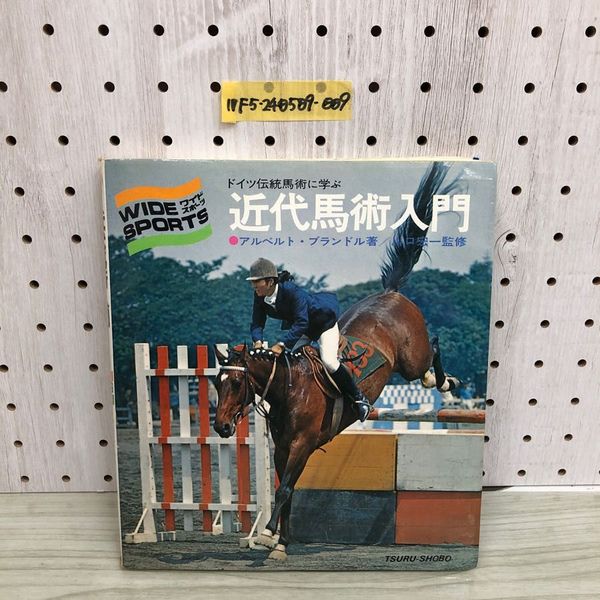 11F5-240509-009
WIDE
SPORTS
ワイド
スポーツ
ドイツ伝統馬術に学ぶ
近代馬術入門
●アルベルト・ブランドル著
口宏一監修
TSURU-SHOBO